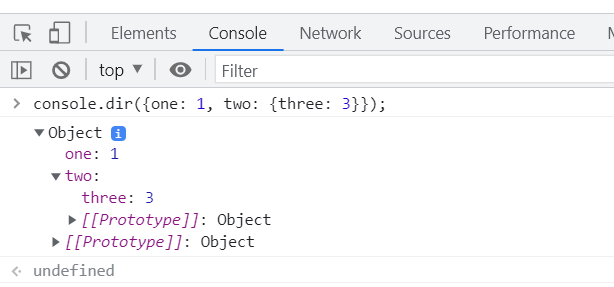 Elements Console Network Sources Performance
top Filter
console.dir({one: 1, two: {three: 3}});
Object i
one: 1
two:
three: 3
[[Prototype]]: Object
[[Prototype]]: Object
undefined